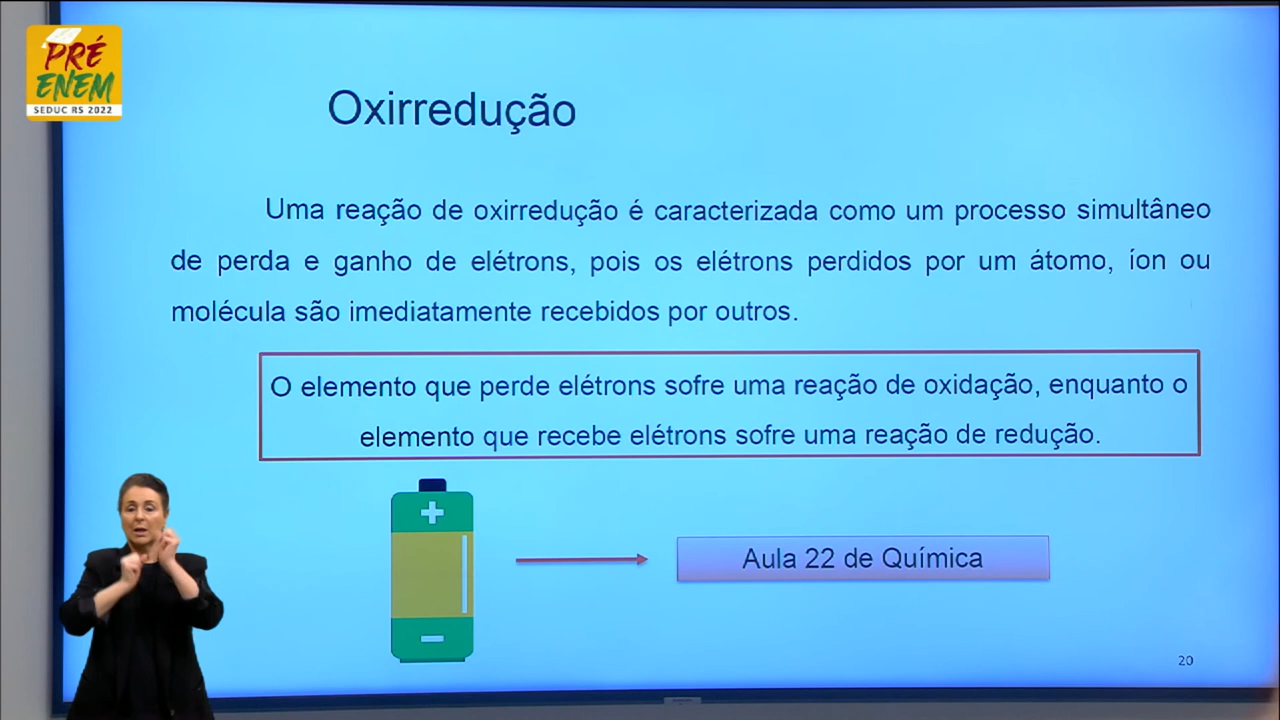 PRÉ
ENEM
SEDUC RS 2022
Oxirredução
Uma reação de oxirredução é caracterizada como um processo simultâneo
de perda e ganho de elétrons, pois os elétrons perdidos por um átomo, íon ou
molécula são imediatamente recebidos por outros.
O elemento que perde elétrons sofre uma reação de oxidação, enquanto o
elemento que recebe elétrons sofre uma reação de redução.
+
Aula 22 de Química
-
20